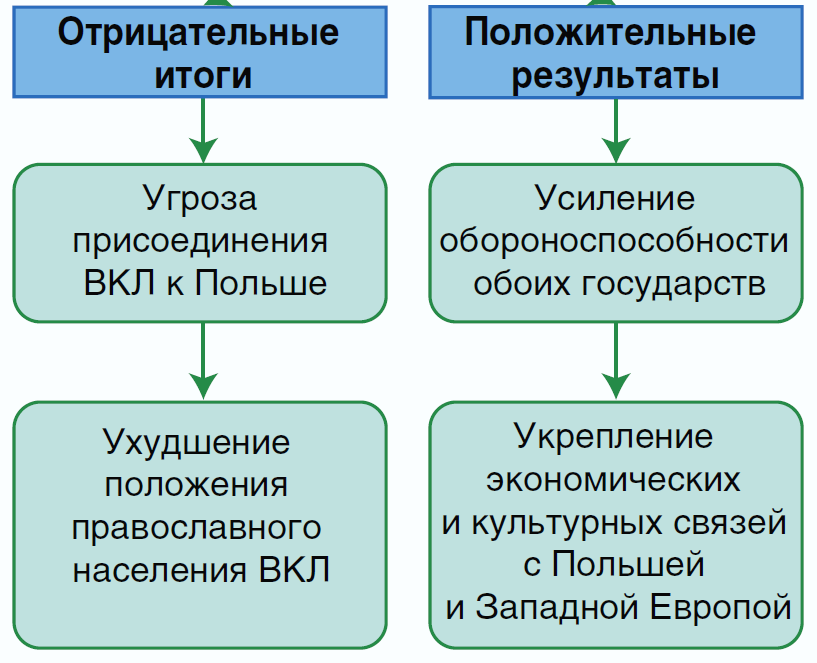 Отрицательные
итоги
Угроза
присоединения
ВКЛ к Польше
Ухудшение
положения
православного
населения ВКЛ
Положительные
результаты
Усиление
обороноспособности
обоих государств
Укрепление
экономических
и культурных связей
с Польшей
и Западной Европой